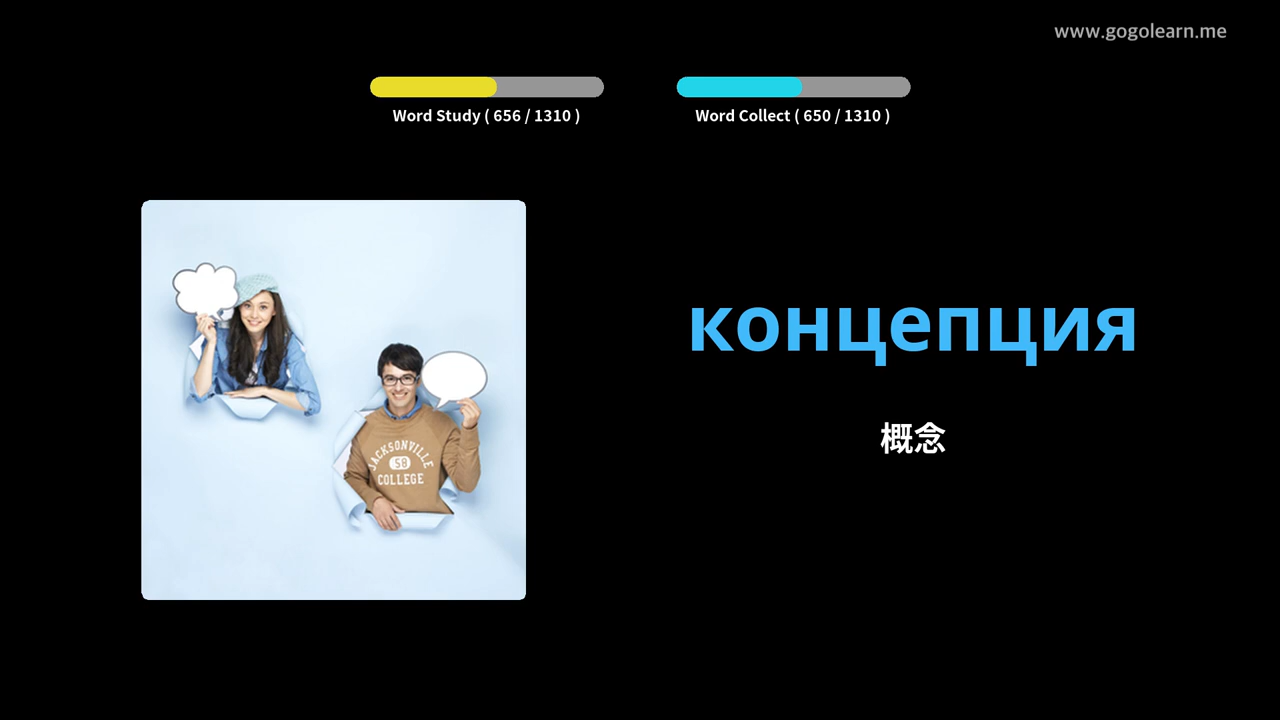 www.gogolearn.me
Word Study ( 656 / 1310 )
Word Collect ( 650 / 1310 )
концепция
概念
JACKSONVILLE
58
COLLEGE